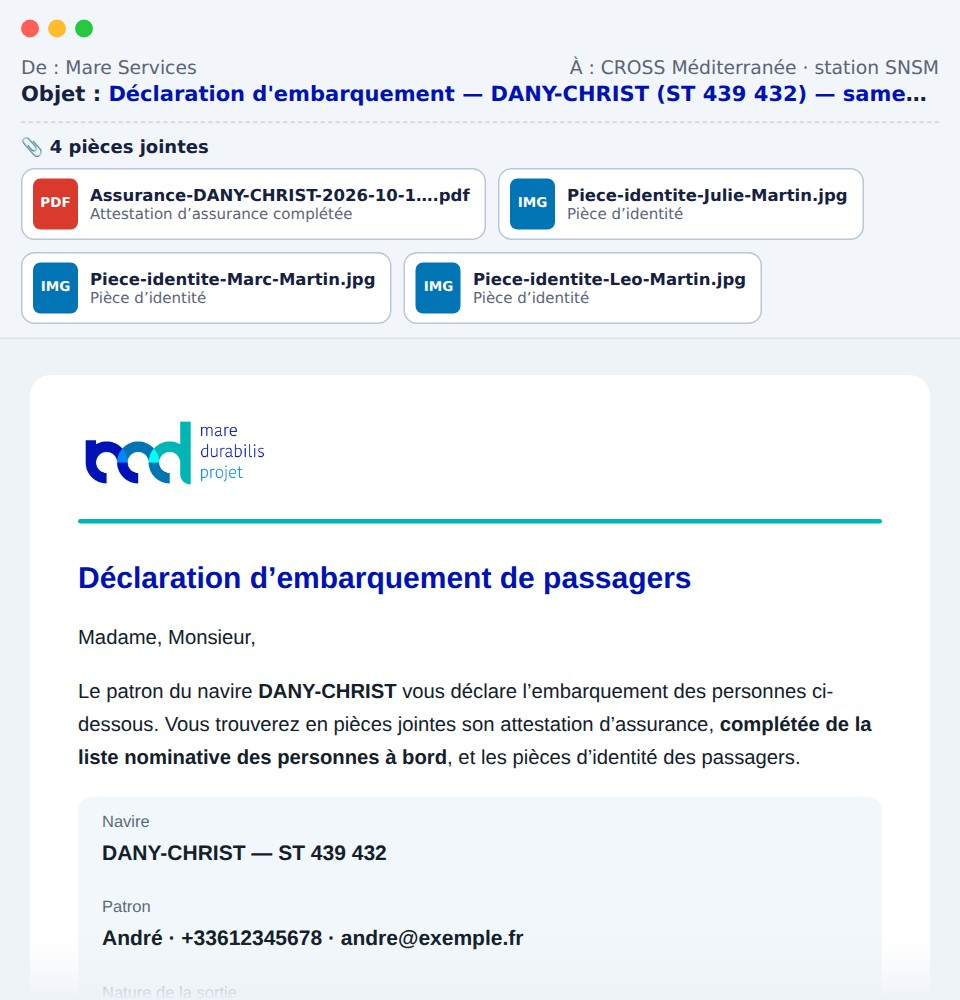 De : Mare Services
À : CROSS Méditerranée · station SNSM
Objet : Déclaration d'embarquement — DANY-CHRIST (ST 439 432) — same…
4 pièces jointes
PDF
Assurance-DANY-CHRIST-2026-10-1….pdf
Attestation d’assurance complétée
IMG
Piece-identite-Julie-Martin.jpg
Pièce d’identité
IMG
Piece-identite-Marc-Martin.jpg
Pièce d’identité
IMG
Piece-identite-Leo-Martin.jpg
Pièce d’identité
mare
durabilis
projet
Déclaration d’embarquement de passagers
Madame, Monsieur,
Le patron du navire DANY-CHRIST vous déclare l’embarquement des personnes ci-
dessous. Vous trouverez en pièces jointes son attestation d’assurance, complétée de la
liste nominative des personnes à bord, et les pièces d’identité des passagers.
Navire
DANY-CHRIST — ST 439 432
Patron
André · +33612345678 · andre@exemple.fr
Nature de la sortie